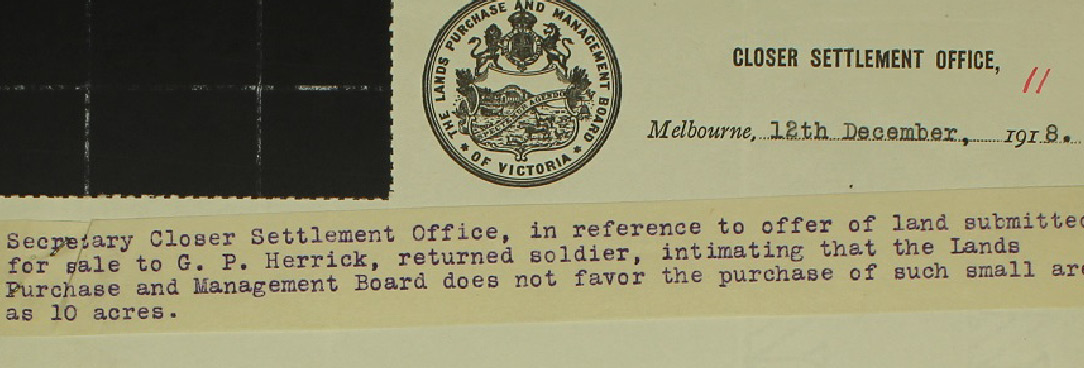 THE LANDS PURCHASE AND MANAGEMENT BOARD
* OF VICTORIA *
CLOSER SETTLEMENT OFFICE,
11
Melbourne, 12th December, 1918.
Secretary Closer Settlement Office, in reference to offer of land submitted
for sale to G. P. Herrick, returned soldier, intimating that the Lands
Purchase and Management Board does not favor the purchase of such small
as 10 acres.